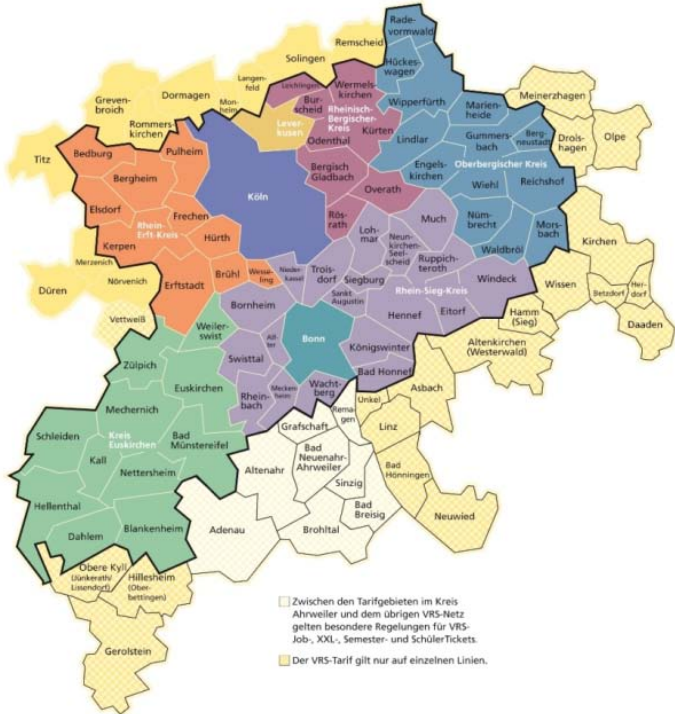 Rade-
vormwald
Remscheid
Solingen
Hückes-
wagen
Langen-
feld
Wermels-
kirchen
Leichlingen
Meinerzhagen
Dormagen
Grevenbroich
Mon-
heim
Bur-
scheid
Wipperfürth
Marien-
heide
Rheinisch-
Bergischer-
Kreis
Rommers-
kirchen
Lever-
kusen
Kürten
Gummers-
bach
Berg-
neustadt
Drols-
hagen
Olpe
Odenthal
Lindlar
Titz
Bedburg
Pulheim
Engels-
kirchen
Oberbergischer Kreis
Bergheim
Bergisch
Gladbach
Köln
Overath
Wiehl
Reichshof
Elsdorf
Frechen
Rös-
rath
Much
Nüm-
brecht
Mors-
bach
Rhein-
Erft-Kreis
Hürth
Loh-
mar
Neun-
kirchen-
Seel-
scheid
Kerpen
Waldbröl
Kirchen
Merzenich
Ruppich-
teroth
Brühl
Wesse-
ling
Nieder-
kassel
Trois-
dorf
Siegburg
Windeck
Düren
Nörvenich
Erftstadt
Rhein-Sieg-Kreis
Wissen
Betzdorf
Her-
dorf
Bornheim
Sankt-
Augustin
Hennef
Eitorf
Hamm
(Sieg)
Daaden
Vettweiß
Weiler-
swist
Bonn
Altenkirchen
(Westerwald)
Alf-
ter
Königswinter
Zülpich
Swisttal
Bad Honnef
Euskirchen
Rhein-
bach
Mecken-
heim
Wacht-
berg
Asbach
Mechernich
Unkel
Rema-
gen
Grafschaft
Linz
Schleiden
Kreis
Euskirchen
Bad
Münstereifel
Kall
Altenahr
Bad
Neuenahr-
Ahrweiler
Bad
Hönningen
Nettersheim
Sinzig
Hellenthal
Bad
Breisig
Neuwied
Blankenheim
Adenau
Brohltal
Dahlem
Obere Kyll
(Jünkerath/
Lissendorf)
Hillesheim
(Ober-
bettingen)
Gerolstein
Zwischen den Tarifgebieten im Kreis
Ahrweiler und dem übrigen VRS-Netz
gelten besondere Regelungen für VRS-
Job-, XXL-, Semester- und SchülerTickets.
Der VRS-Tarif gilt nur auf einzelnen Linien.